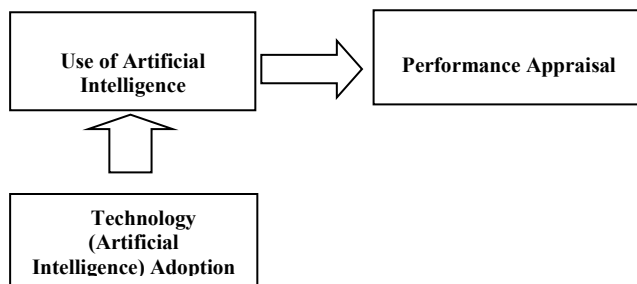 Use of Artificial
Intelligence
Performance Appraisal
Technology
(Artificial
Intelligence) Adoption